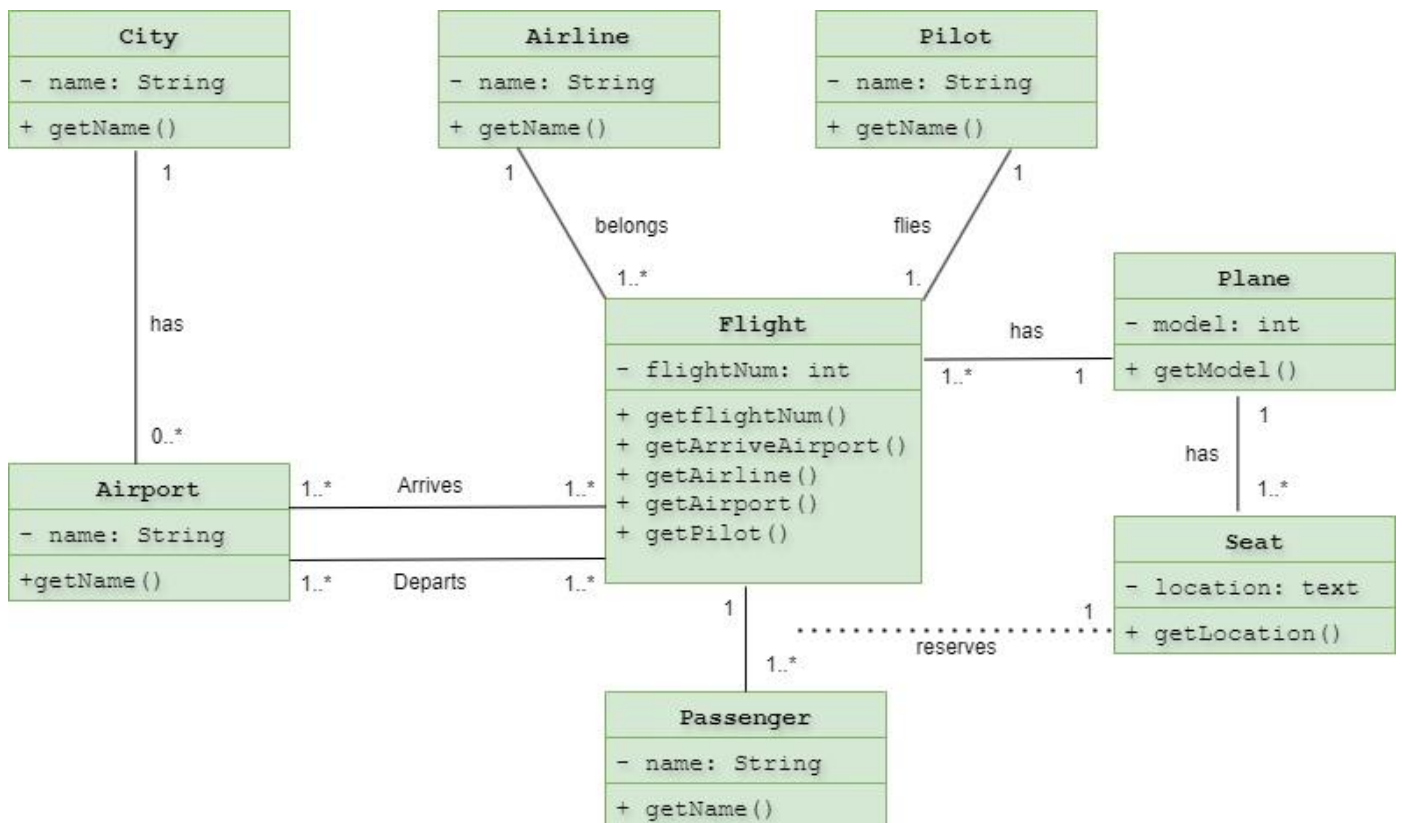 City
- name: String
+ getName()
Airline
- name: String
+ getName()
Pilot
- name: String
+ getName()
1
1
1
belongs
flies
1..*
1.
has
0..*
Plane
- model: int
+ getModel()
Flight
- flightNum: int
+ getflightNum()
+ getArriveAirport()
+ getAirline()
+ getAirport()
+ getPilot()
has
1..*
1
1
has
1..*
Airport
- name: String
+getName()
1..*
Arrives
1..*
1..*
Departs
1..*
Seat
- location: text
+ getLocation()
1
1
reserves
1..*
Passenger
- name: String
+ getName()